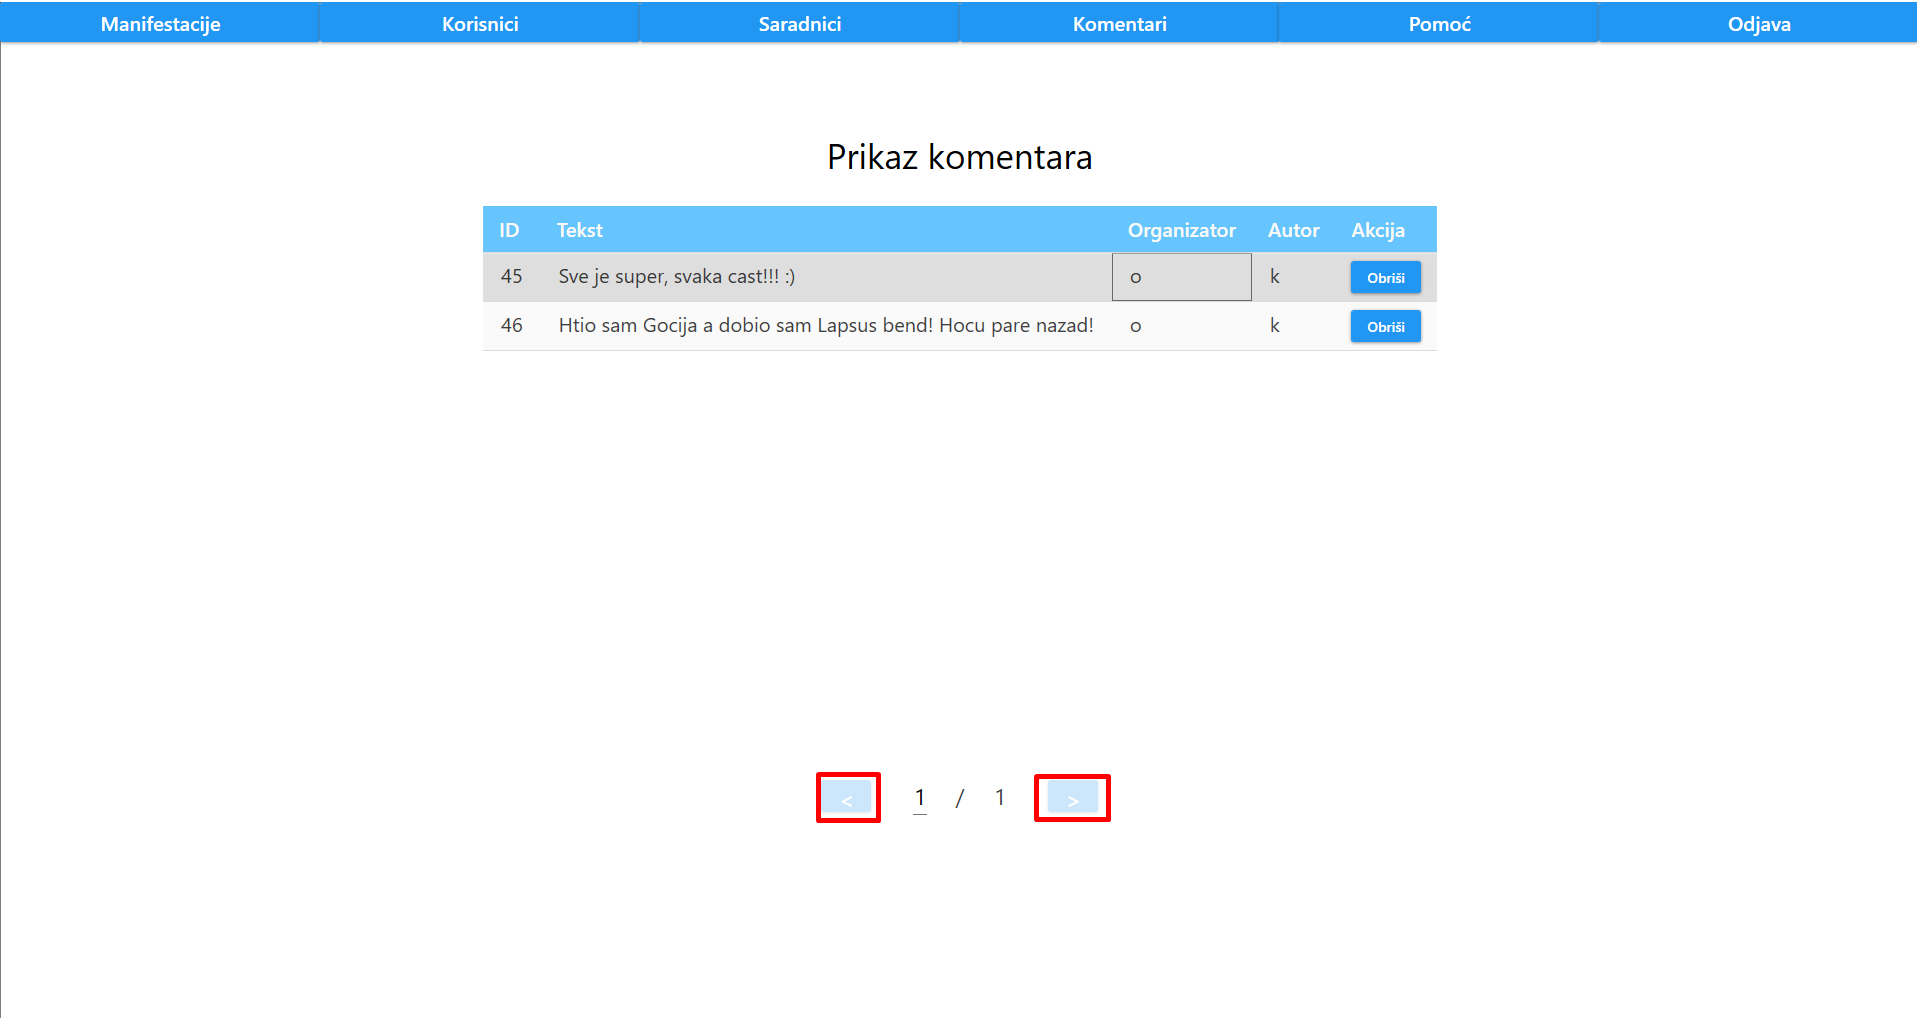 Manifestacije Korisnici Saradnici Komentari Pomoć Odjava
Prikaz komentara
ID Tekst Organizator Autor Akcija
45 Sve je super, svaka cast!!! :) o k Obriši
46 Htio sam Gocija a dobio sam Lapsus bend! Hocu pare nazad! o k Obriši
< 1 / 1 >